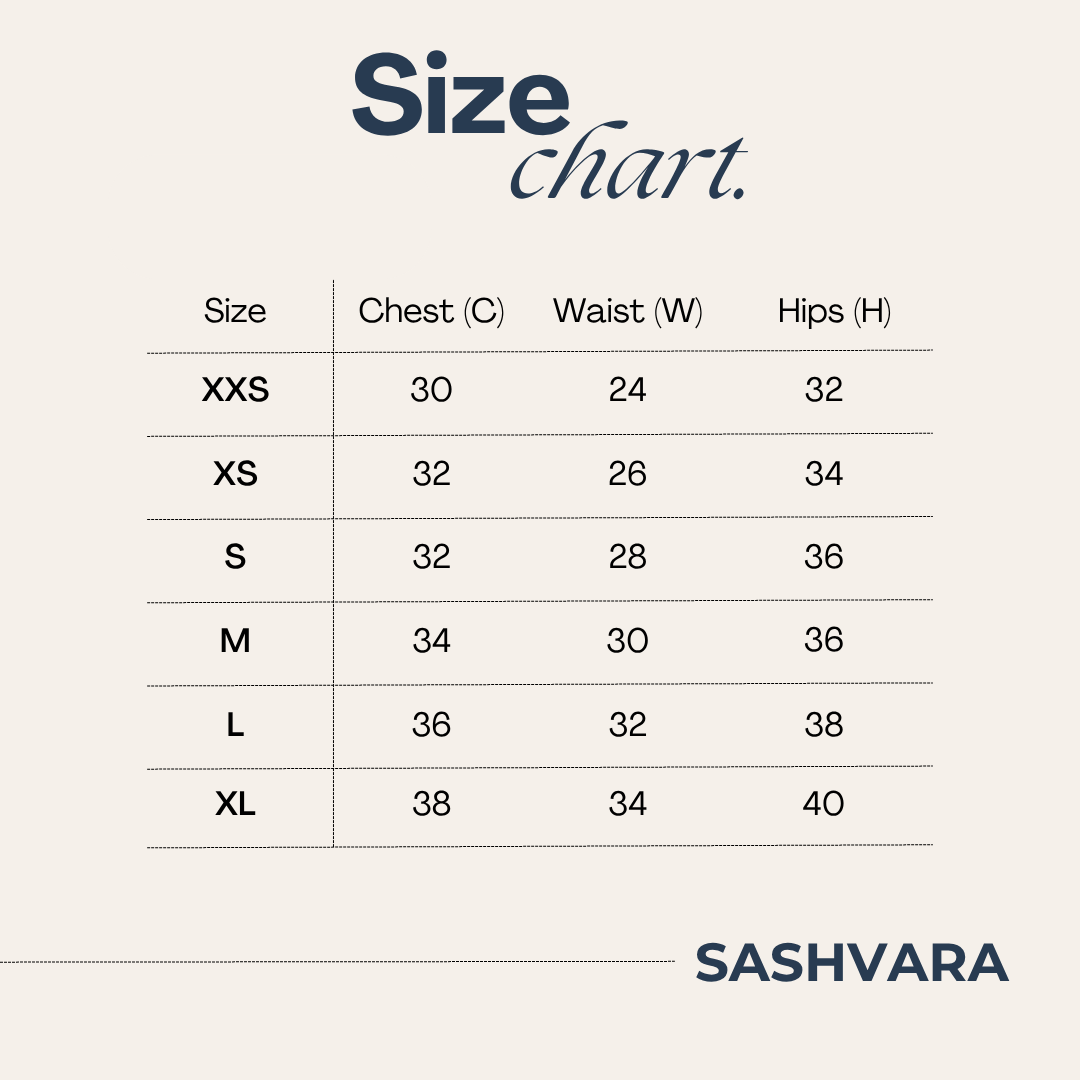 Size
chart.
Size Chest (C) Waist (W) Hips (H)
XXS 30 24 32
XS 32 26 34
S 32 28 36
M 34 30 36
L 36 32 38
XL 38 34 40
SASHVARA